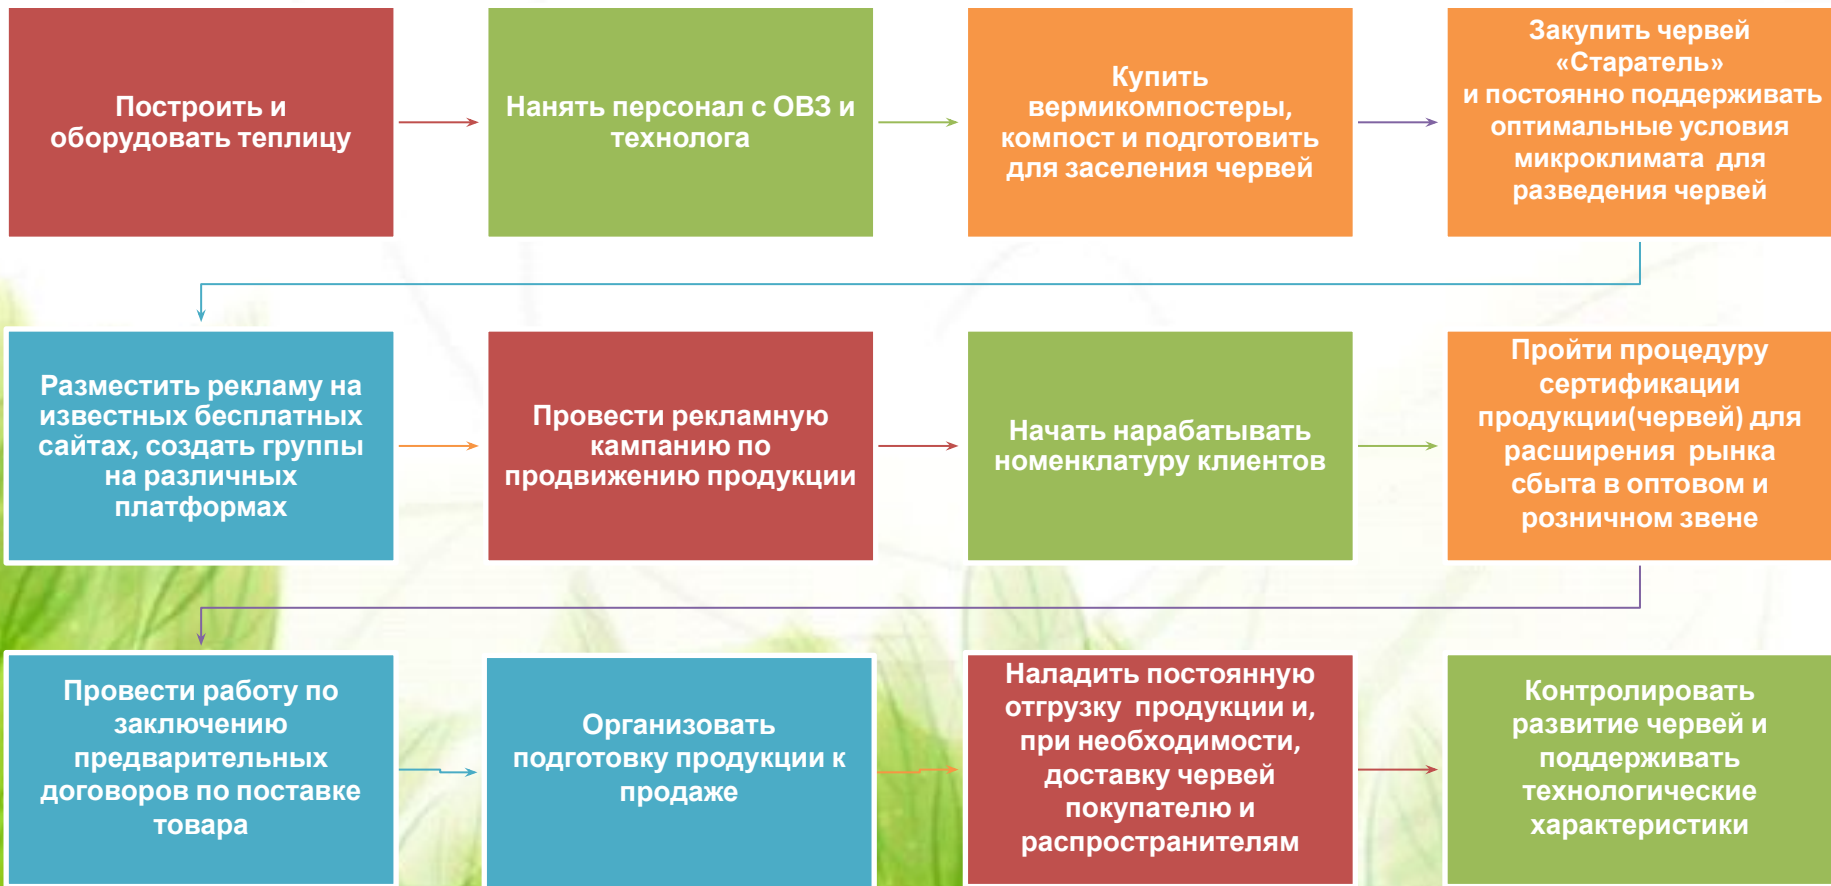 Построить и
оборудовать теплицу
Нанять персонал с ОВЗ и
технолога
Купить
вермикомпостеры,
компост и подготовить
для заселения червей
Закупить червей
«Старатель»
и постоянно поддерживать
оптимальные условия
микроклимата для
разведения червей
Разместить рекламу на
известных бесплатных
сайтах, создать группы
на различных
платформах
Провести рекламную
кампанию по
продвижению продукции
Начать нарабатывать
номенклатуру клиентов
Пройти процедуру
сертификации
продукции(червей) для
расширения рынка
сбыта в оптовом и
розничном звене
Провести работу по
заключению
предварительных
договоров по поставке
товара
Организовать
подготовку продукции к
продаже
Наладить постоянную
отгрузку продукции и,
при необходимости,
доставку червей
покупателю и
распространителям
Контролировать
развитие червей и
поддерживать
технологические
характеристики